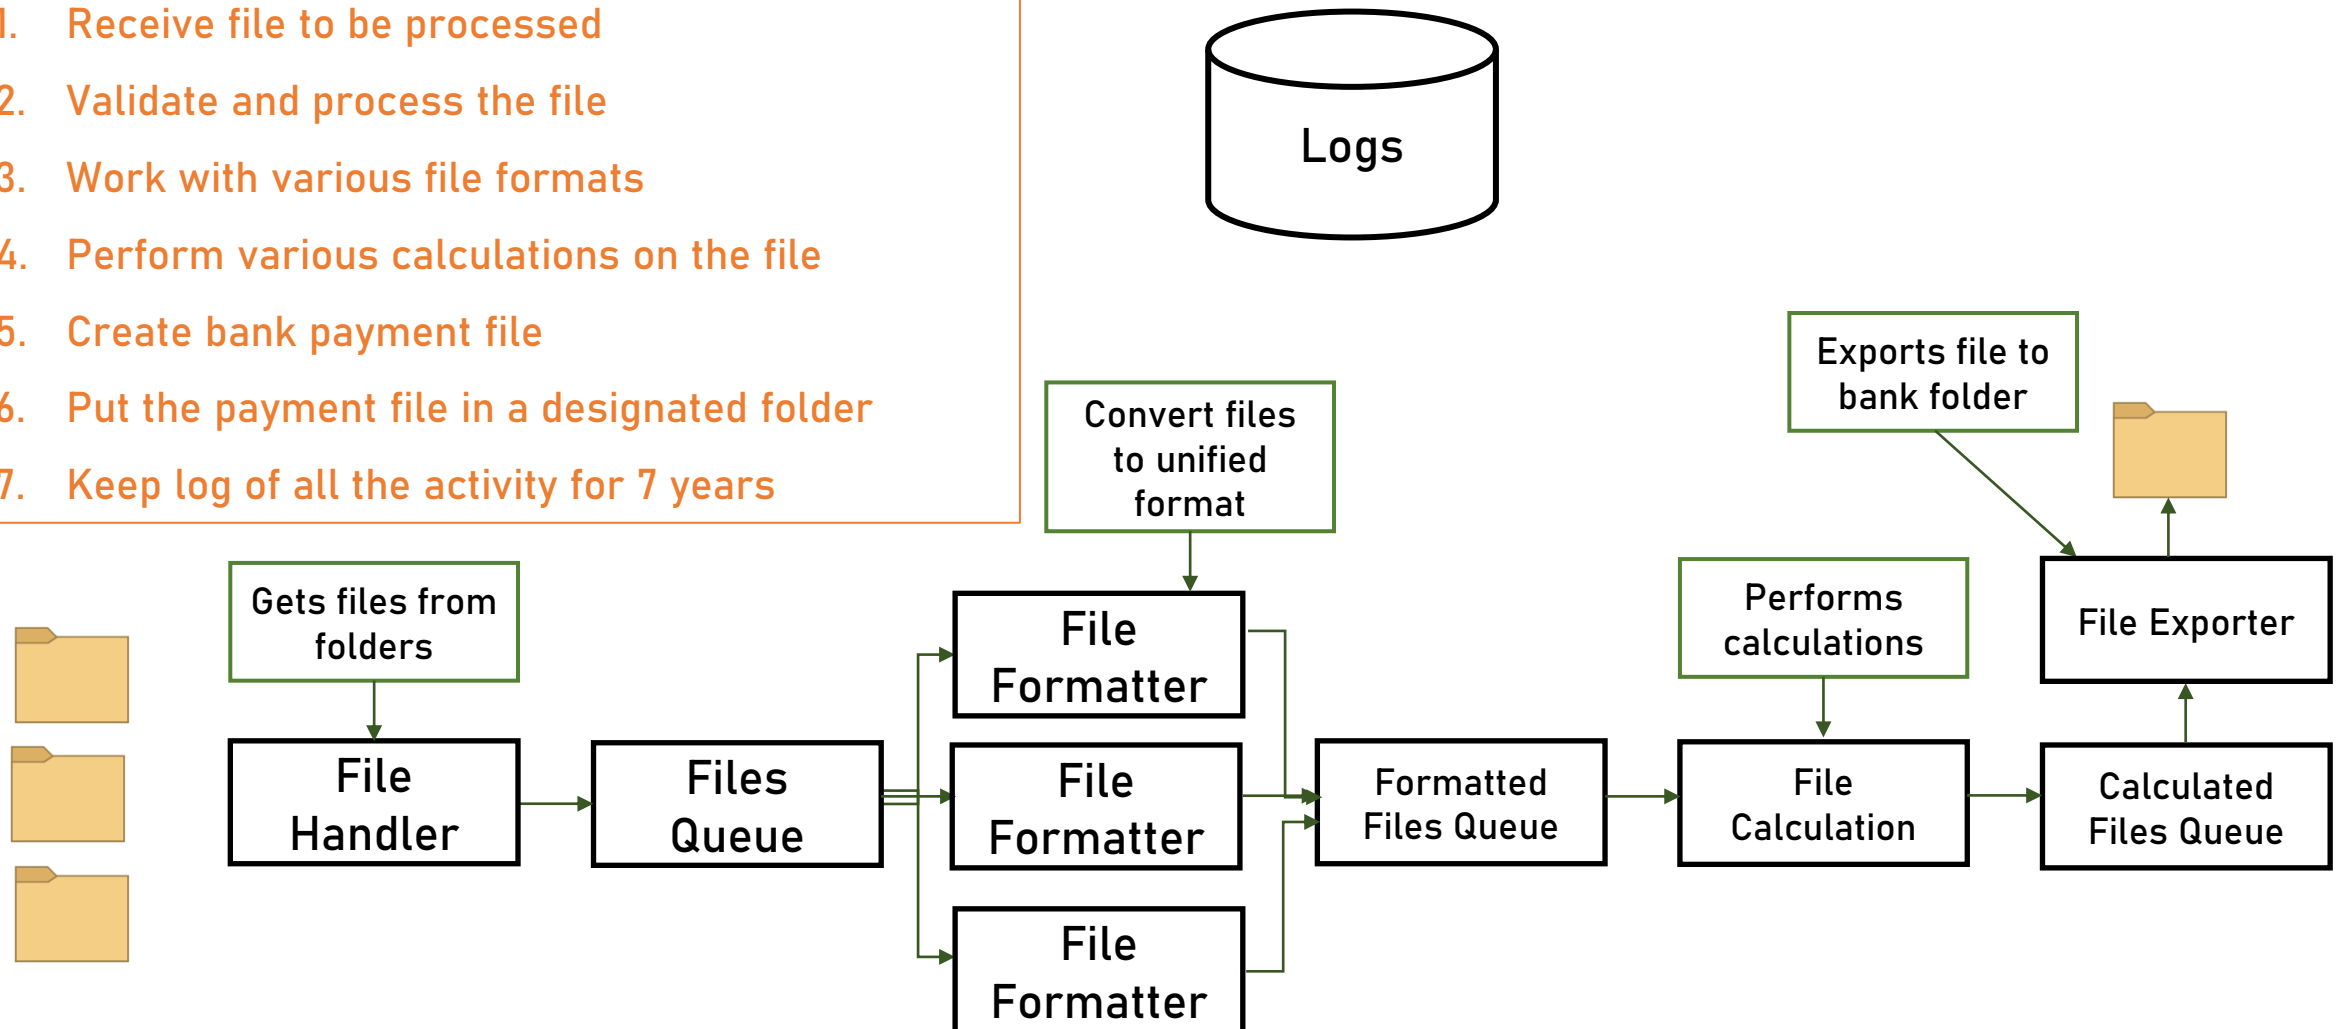 1. Receive file to be processed
2. Validate and process the file
3. Work with various file formats
4. Perform various calculations on the file
5. Create bank payment file
6. Put the payment file in a designated folder
7. Keep log of all the activity for 7 years
Logs
Exports file to
bank folder
Convert files
to unified
format
Gets files from
folders
Performs
calculations
File Exporter
File
Handler
Files
Queue
File
Formatter
File
Formatter
File
Formatter
Formatted
Files Queue
File
Calculation
Calculated
Files Queue